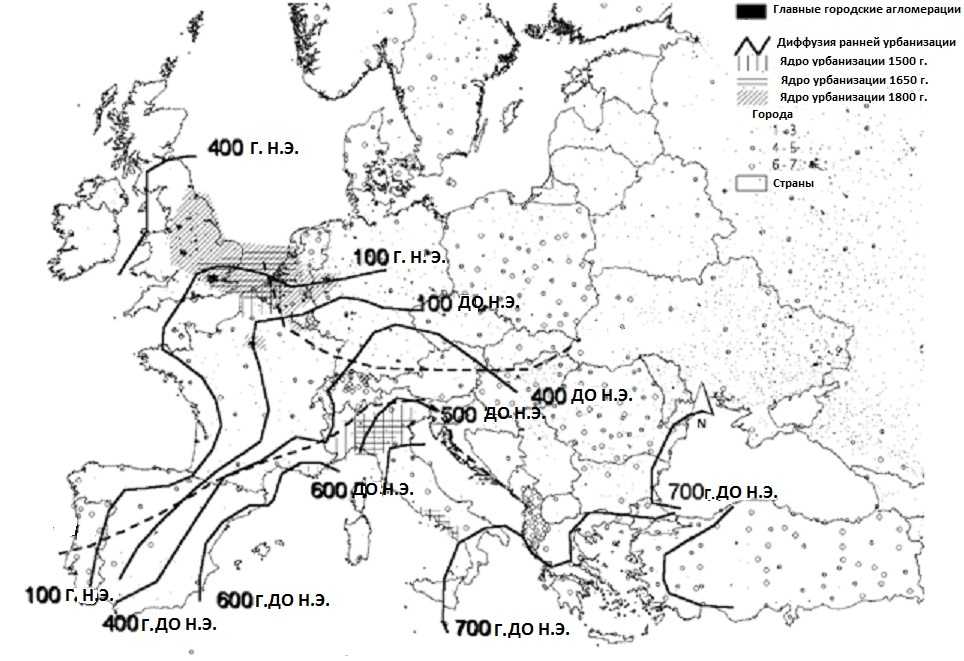 Главные городские агломерации
Диффузия ранней урбанизации
Ядро урбанизации 1500 г.
Ядро урбанизации 1650 г.
Ядро урбанизации 1800 г.
Города
1 - 3
4 - 5
6 - 7
Страны
400 Г. Н.Э.
100 Г. Н.Э.
100 ДО Н.Э.
400 ДО Н.Э.
500 ДО Н.Э.
N
600 ДО Н.Э.
700 Г. ДО Н.Э.
100 Г. Н.Э.
600 Г.ДО Н.Э.
400 Г.ДО Н.Э.
700 Г.ДО Н.Э.